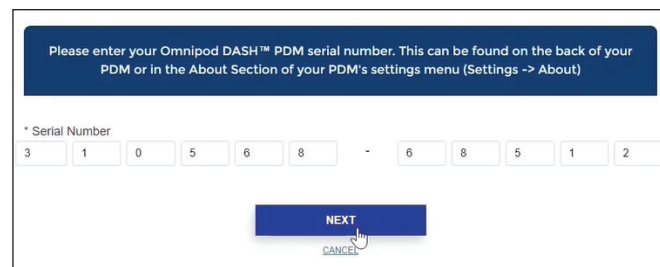 Please enter your Omnipod DASH™ PDM serial number. This can be found on the back of your
PDM or in the About Section of your PDM's settings menu (Settings -> About)
* Serial Number
3 1 0 5 6 8 - 6 8 5 1 2
NEXT
CANCEL